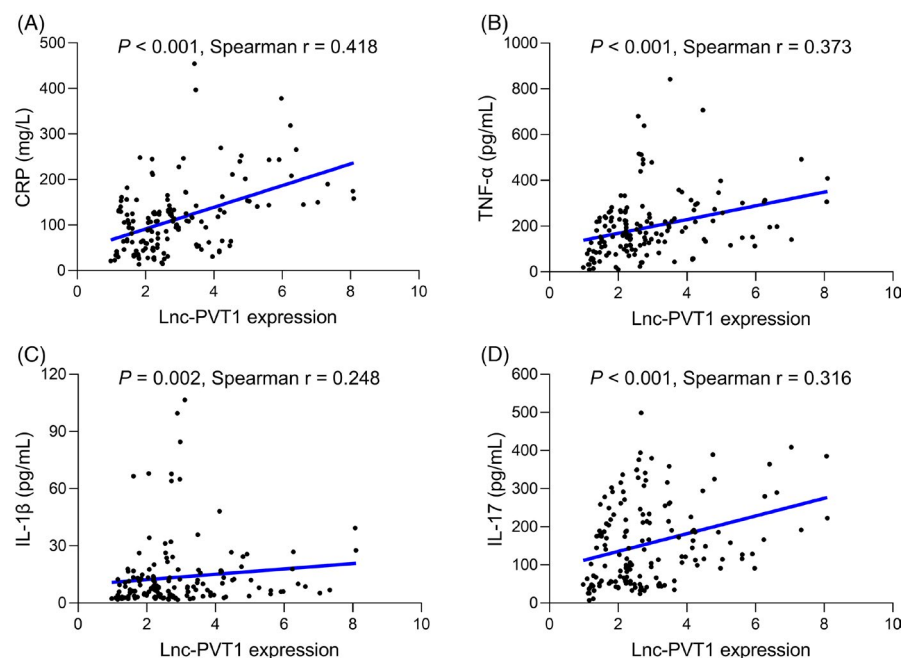 (A)
P < 0.001, Spearman r = 0.418
CRP (mg/L)
500
400
300
200
100
0
0 2 4 6 8 10
Lnc-PVT1 expression
(B)
P < 0.001, Spearman r = 0.373
TNF-α (pg/mL)
1000
800
600
400
200
0
0 2 4 6 8 10
Lnc-PVT1 expression
(C)
P = 0.002, Spearman r = 0.248
IL-1β (pg/mL)
120
90
60
30
0
0 2 4 6 8 10
Lnc-PVT1 expression
(D)
P < 0.001, Spearman r = 0.316
IL-17 (pg/mL)
600
500
400
300
200
100
0
0 2 4 6 8 10
Lnc-PVT1 expression